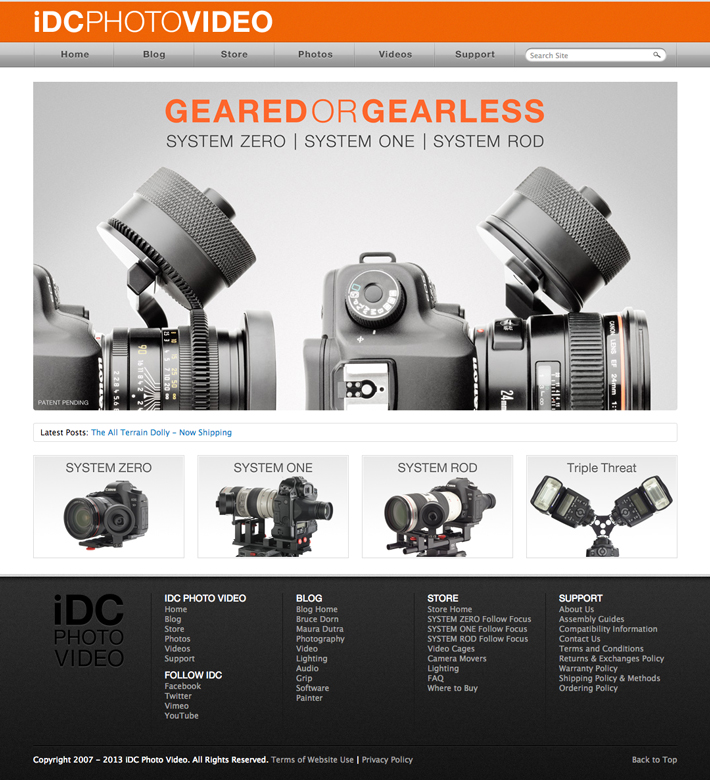 iDCPHOTOVIDEO
Home Blog Store Photos Videos Support Search Site
GEAREDORGEARLESS
SYSTEM ZERO | SYSTEM ONE | SYSTEM ROD
PATENT PENDING
90
24
CANON LENS EF 24mm
Latest Posts: The All Terrain Dolly – Now Shipping
SYSTEM ZERO
SYSTEM ONE
SYSTEM ROD
Triple Threat
iDC
PHOTO
VIDEO
IDC PHOTO VIDEO
Home
Blog
Store
Photos
Videos
Support
FOLLOW IDC
Facebook
Twitter
Vimeo
YouTube
BLOG
Blog Home
Bruce Dorn
Maura Dutra
Photography
Video
Lighting
Audio
Grip
Software
Painter
STORE
Store Home
SYSTEM ZERO Follow Focus
SYSTEM ONE Follow Focus
SYSTEM ROD Follow Focus
Video Cages
Camera Movers
Lighting
FAQ
Where to Buy
SUPPORT
About Us
Assembly Guides
Compatibility Information
Contact Us
Terms and Conditions
Returns & Exchanges Policy
Warranty Policy
Shipping Policy & Methods
Ordering Policy
Copyright 2007 - 2013 iDC Photo Video. All Rights Reserved. Terms of Website Use | Privacy Policy
Back to Top